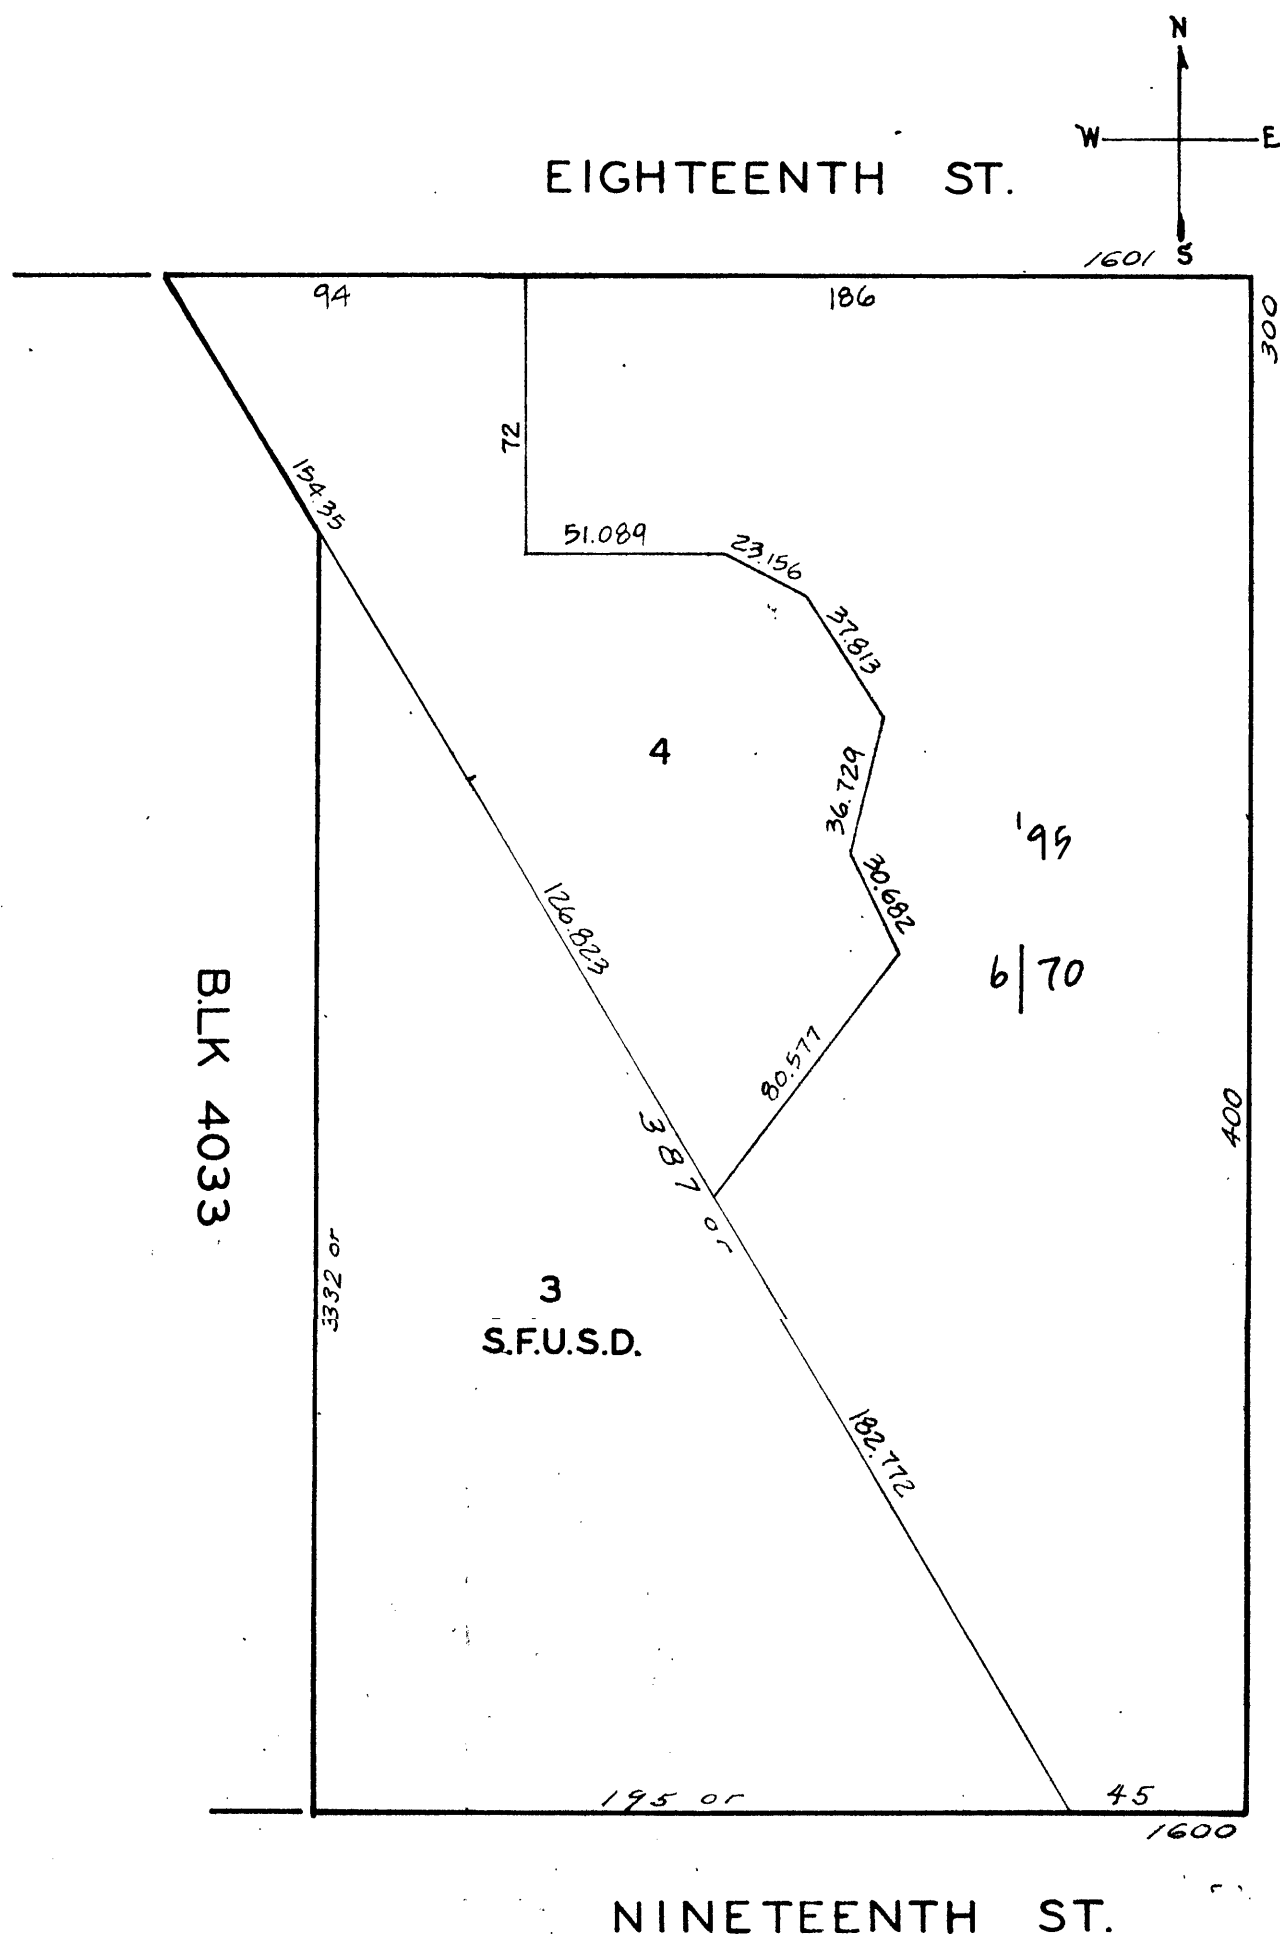 N
W E
S
EIGHTEENTH ST.
1601
94
186
300
72
154.35
51.089
23.156
37.813
4
36.729
'95
30.682
126.823
6|70
BLK 4033
80.577
400
387 or
3332 or
3
S.F.U.S.D.
182.772
195 or
45
1600
NINETEENTH ST.